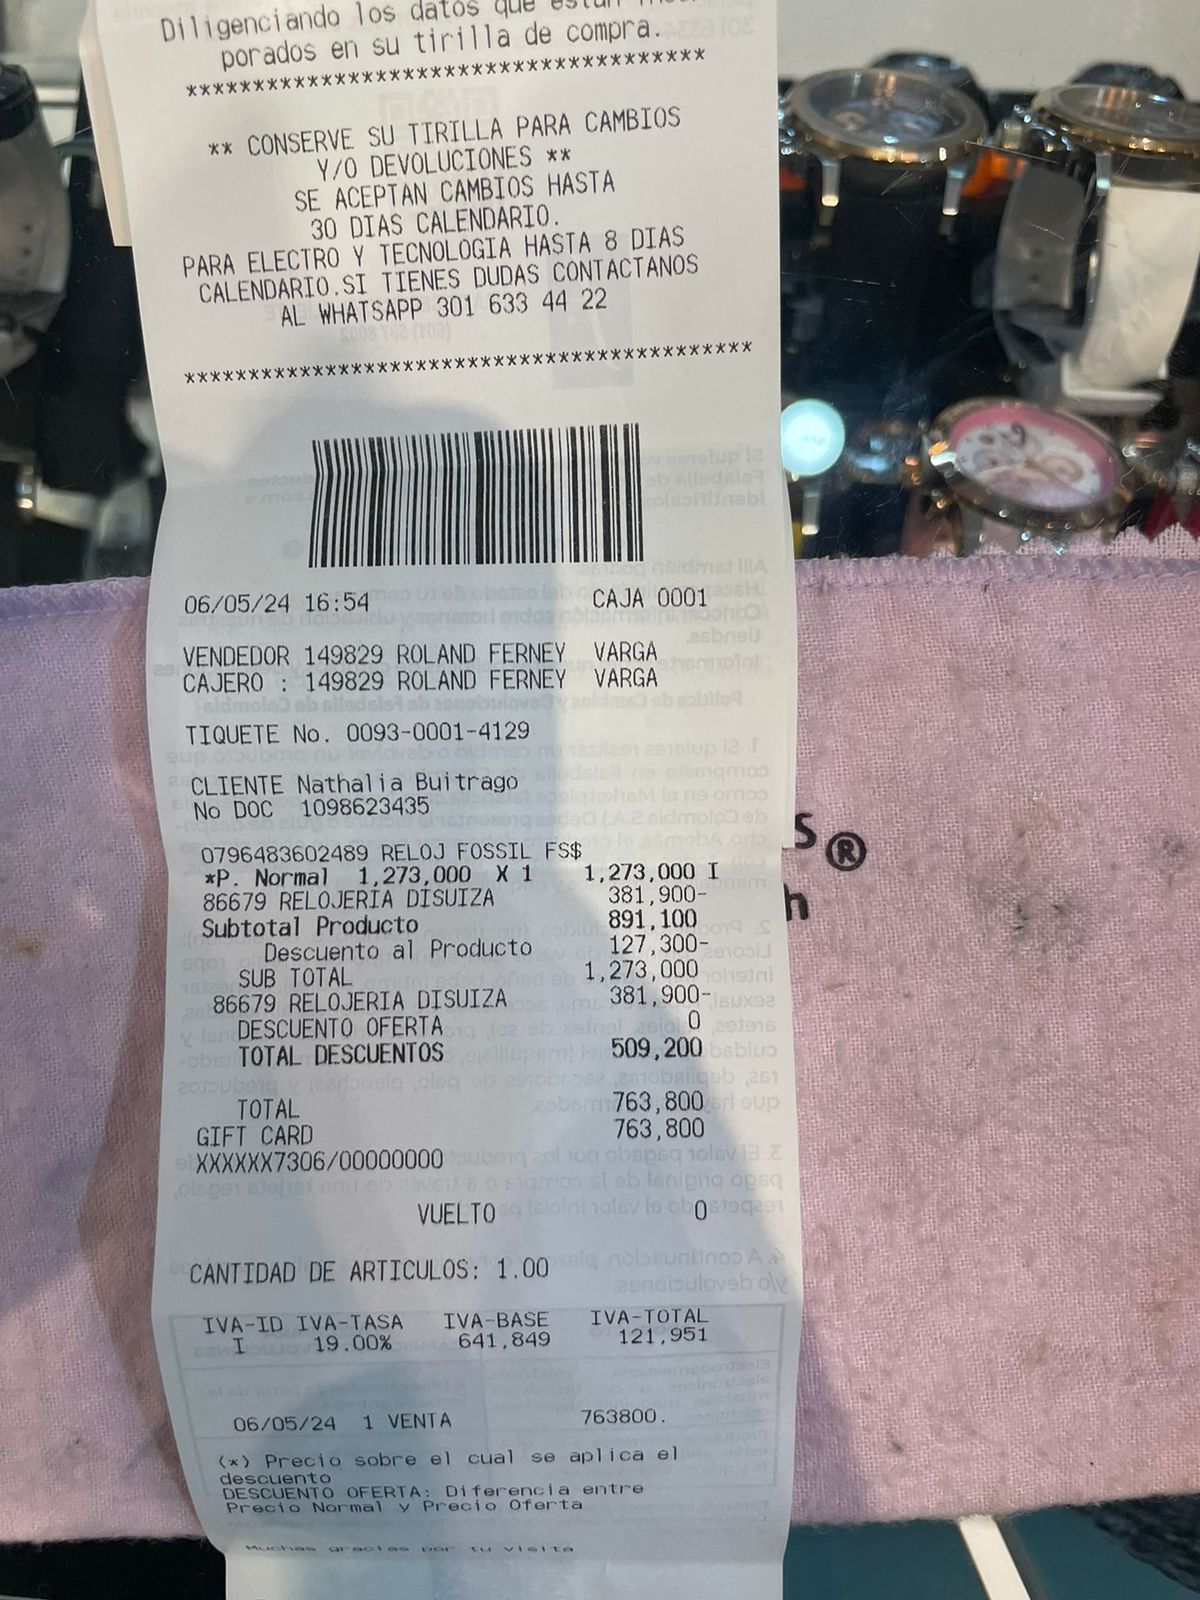 Diligenciando los datos que están
porados en su tirilla de compra.
****************************************
** CONSERVE SU TIRILLA PARA CAMBIOS
Y/O DEVOLUCIONES **
SE ACEPTAN CAMBIOS HASTA
30 DIAS CALENDARIO.
PARA ELECTRO Y TECNOLOGIA HASTA 8 DIAS
CALENDARIO.SI TIENES DUDAS CONTACTANOS
AL WHATSAPP 301 633 44 22
********************************************
06/05/24 16:54 CAJA 0001
VENDEDOR 149829 ROLAND FERNEY VARGA
CAJERO : 149829 ROLAND FERNEY VARGA
TIQUETE No. 0093-0001-4129
CLIENTE Nathalia Buitrago
No DOC 1098623435
0796483602489 RELOJ FOSSIL FS$
*P. Normal 1,273,000 X 1 1,273,000 I
86679 RELOJERIA DISUIZA 381,900-
Subtotal Producto 891,100
Descuento al Producto 127,300-
SUB TOTAL 1,273,000
86679 RELOJERIA DISUIZA 381,900-
DESCUENTO OFERTA 0
TOTAL DESCUENTOS 509,200
TOTAL 763,800
GIFT CARD 763,800
XXXXXX7306/00000000
VUELTO 0
CANTIDAD DE ARTICULOS: 1.00
IVA-ID IVA-TASA IVA-BASE IVA-TOTAL
I 19.00% 641,849 121,951
06/05/24 1 VENTA 763800.
(*) Precio sobre el cual se aplica el
descuento
DESCUENTO OFERTA: Diferencia entre
Precio Normal y Precio Oferta
Muchas gracias por tu visita